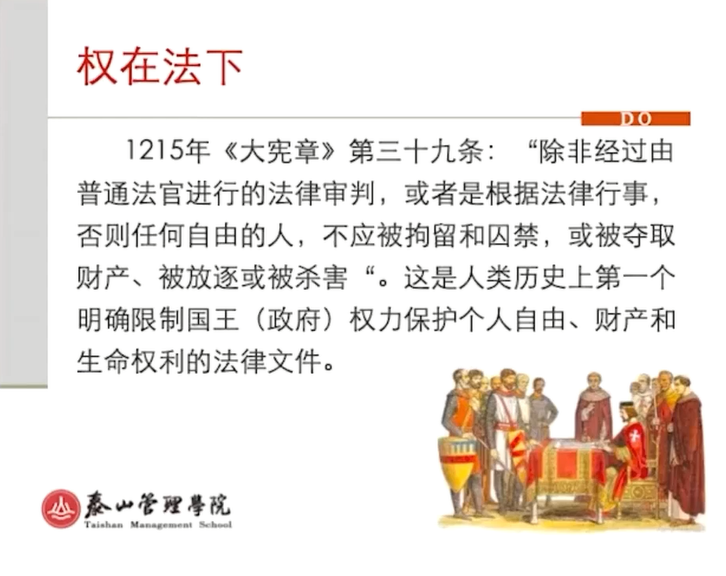 权在法下
DO
1215年《大宪章》第三十九条：“除非经过由
普通法官进行的法律审判，或者是根据法律行事，
否则任何自由的人，不应被拘留和囚禁，或被夺取
财产、被放逐或被杀害“。这是人类历史上第一个
明确限制国王（政府）权力保护个人自由、财产和
生命权利的法律文件。
泰山管理學院
Taishan Management School